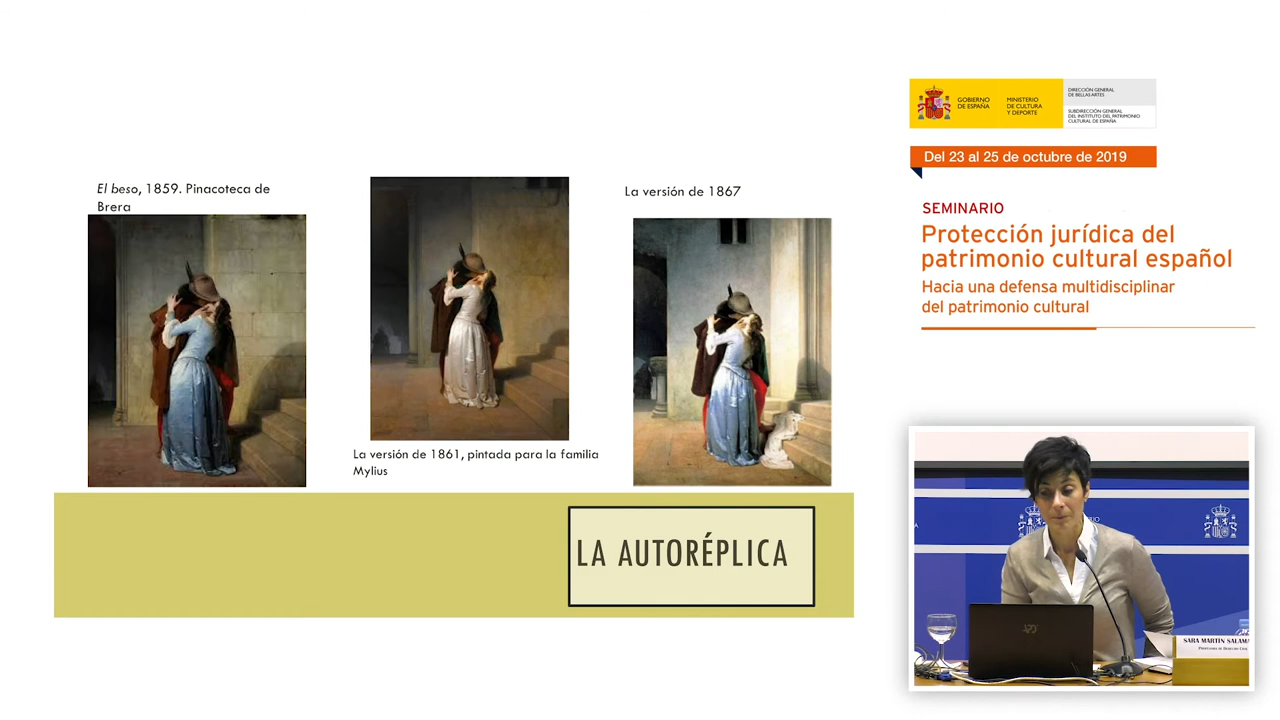 El beso, 1859. Pinacoteca de
Brera
La versión de 1861, pintada para la familia
Mylius
La versión de 1867
LA AUTORÉPLICA
GOBIERNO
DE ESPAÑA
MINISTERIO
DE CULTURA
Y DEPORTE
DIRECCIÓN GENERAL
DE BELLAS ARTES
SUBDIRECCIÓN GENERAL
DEL INSTITUTO DEL PATRIMONIO
CULTURAL DE ESPAÑA
Del 23 al 25 de octubre de 2019
SEMINARIO
Protección jurídica del
patrimonio cultural español
Hacia una defensa multidisciplinar
del patrimonio cultural
SARA MARTÍN SALAMA